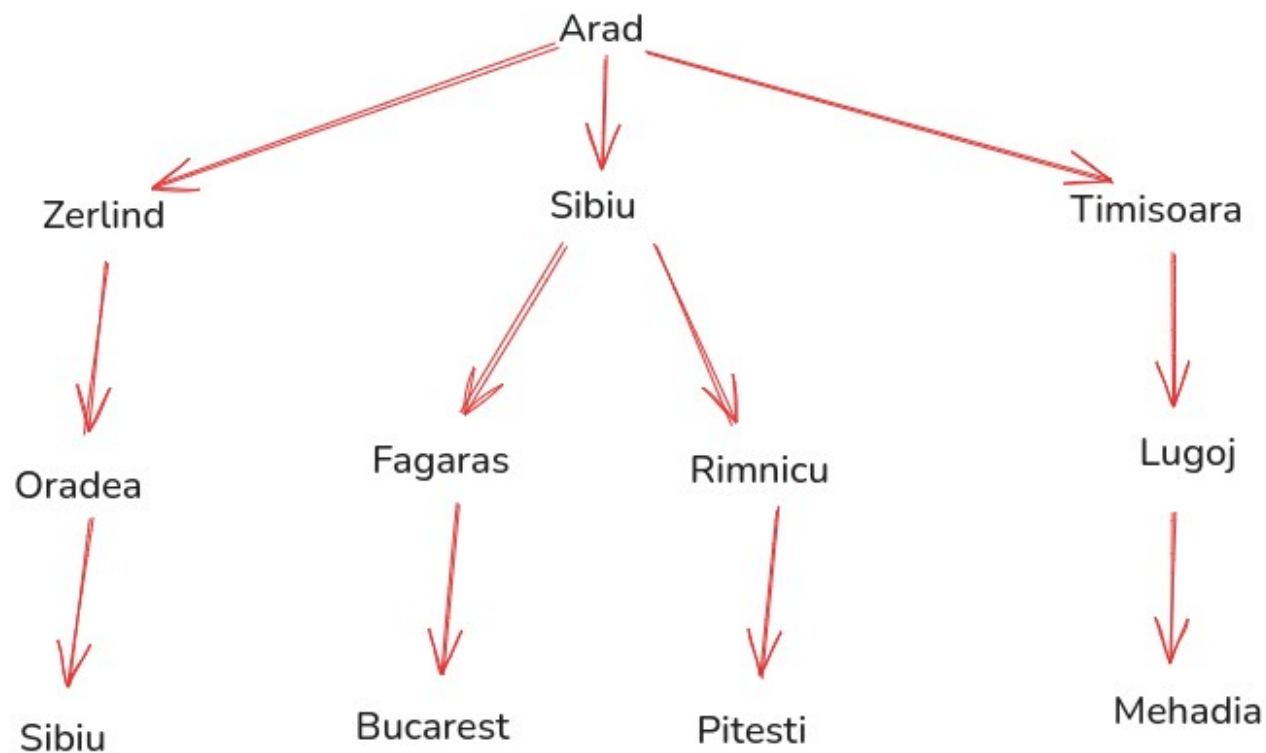 Arad
Zerlind
Sibiu
Timisoara
Oradea
Fagaras
Rimnicu
Lugoj
Sibiu
Bucarest
Pitesti
Mehadia